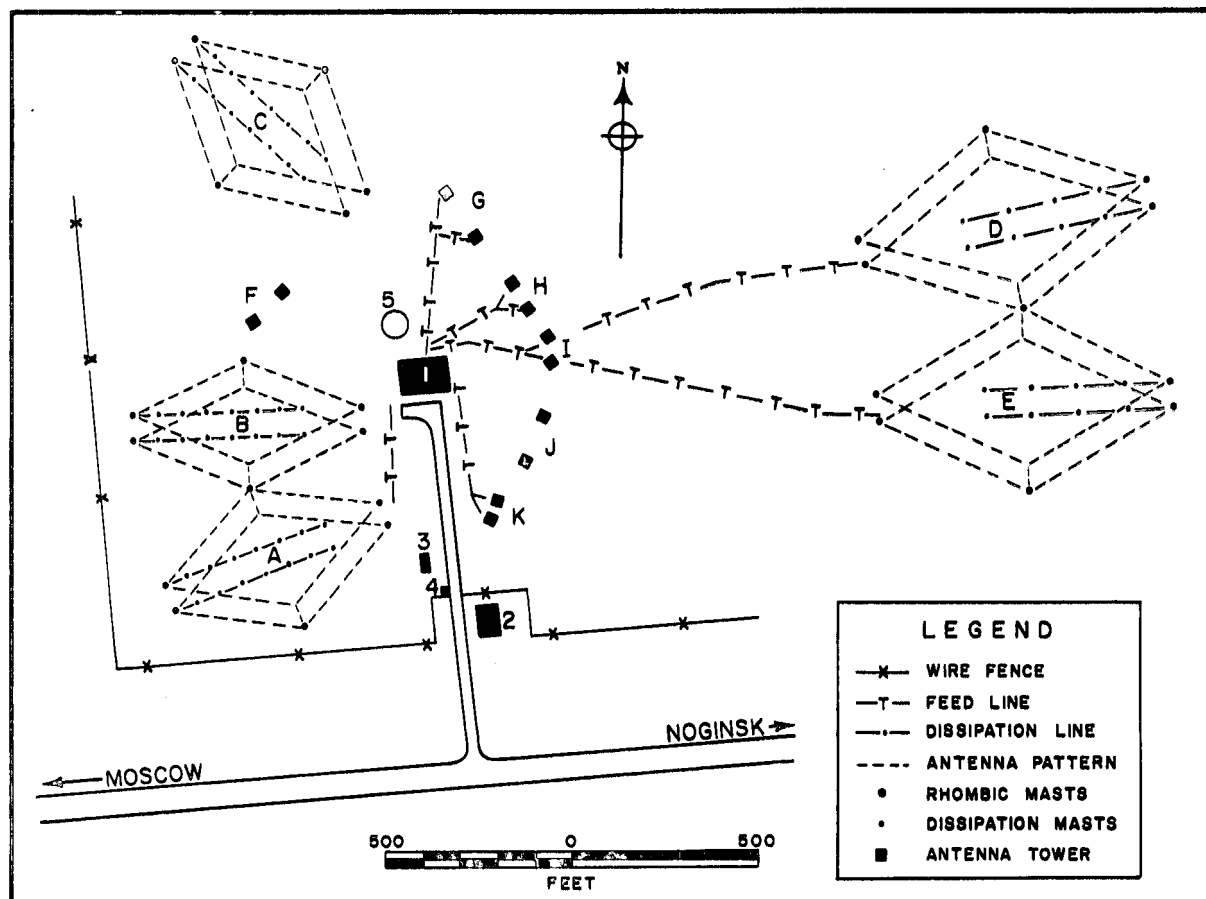 N
C
G
D
H
F
5
I
1
E
B
J
K
A
3
4
2
LEGEND
WIRE FENCE
T FEED LINE
DISSIPATION LINE
ANTENNA PATTERN
RHOMBIC MASTS
DISSIPATION MASTS
ANTENNA TOWER
NOGINSK
MOSCOW
500 0 500
FEET